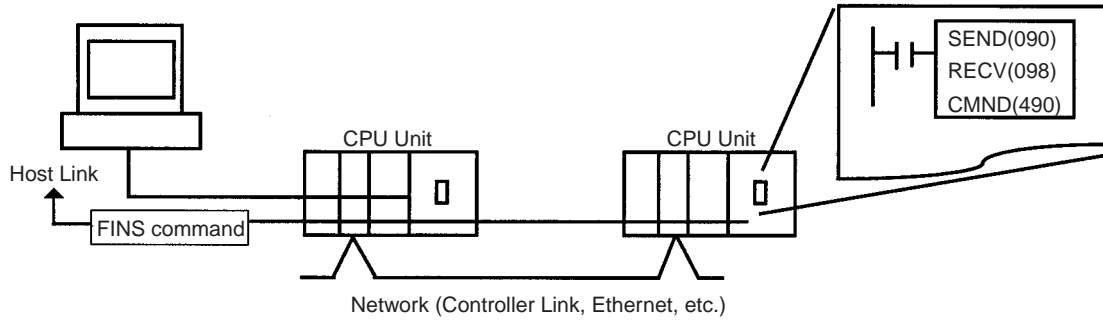 SEND(090)
RECV(098)
CMND(490)
CPU Unit
CPU Unit
Host Link
FINS command
Network (Controller Link, Ethernet, etc.)